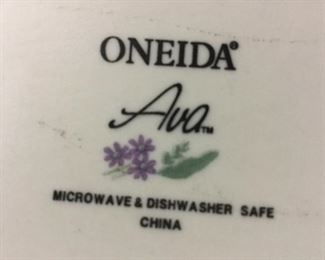 ONEIDA®
Ava™
MICROWAVE & DISHWASHER SAFE
CHINA